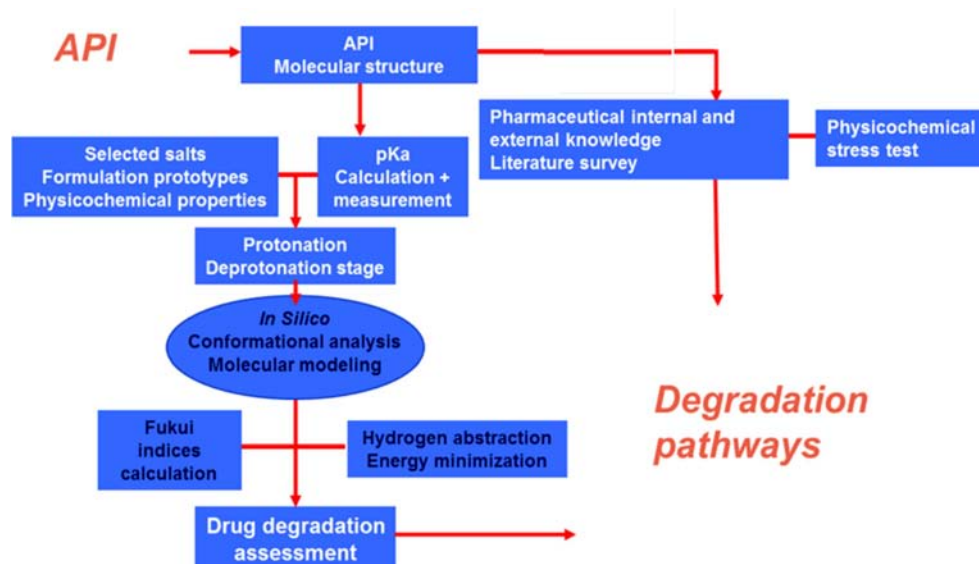 API
API
Molecular structure
Pharmaceutical internal and
external knowledge
Literature survey
Physicochemical
stress test
Selected salts
Formulation prototypes
Physicochemical properties
pKa
Calculation +
measurement
Protonation
Deprotonation stage
In Silico
Conformational analysis
Molecular modeling
Fukui
indices
calculation
Hydrogen abstraction
Energy minimization
Degradation
pathways
Drug degradation
assessment